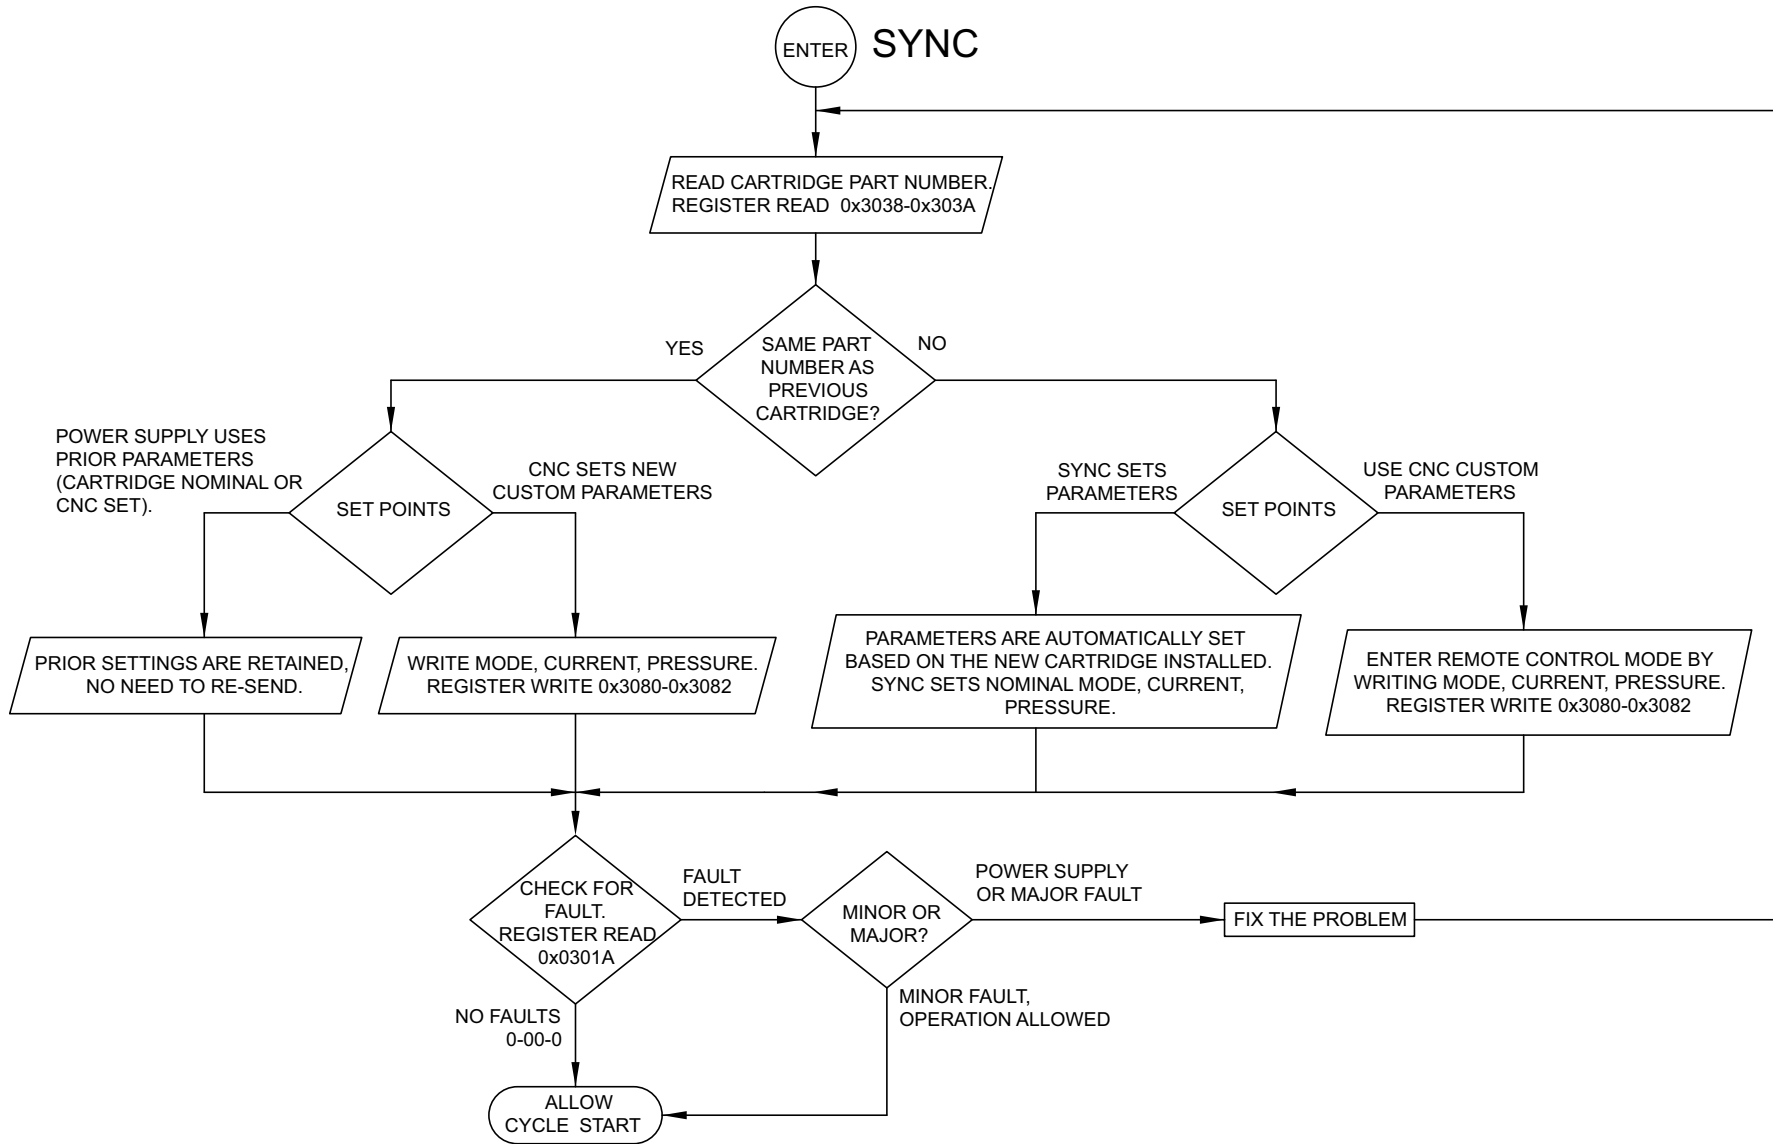 ENTER
SYNC
READ CARTRIDGE PART NUMBER.
REGISTER READ 0x3038-0x303A
SAME PART
NUMBER AS
PREVIOUS
CARTRIDGE?
YES
NO
POWER SUPPLY USES
PRIOR PARAMETERS
(CARTRIDGE NOMINAL OR
CNC SET).
SET POINTS
CNC SETS NEW
CUSTOM PARAMETERS
SYNC SETS
PARAMETERS
SET POINTS
USE CNC CUSTOM
PARAMETERS
PRIOR SETTINGS ARE RETAINED,
NO NEED TO RE-SEND.
WRITE MODE, CURRENT, PRESSURE.
REGISTER WRITE 0x3080-0x3082
PARAMETERS ARE AUTOMATICALLY SET
BASED ON THE NEW CARTRIDGE INSTALLED.
SYNC SETS NOMINAL MODE, CURRENT,
PRESSURE.
ENTER REMOTE CONTROL MODE BY
WRITING MODE, CURRENT, PRESSURE.
REGISTER WRITE 0x3080-0x3082
CHECK FOR
FAULT.
REGISTER READ
0x0301A
FAULT
DETECTED
MINOR OR
MAJOR?
POWER SUPPLY
OR MAJOR FAULT
FIX THE PROBLEM
NO FAULTS
0-00-0
MINOR FAULT,
OPERATION ALLOWED
ALLOW
CYCLE START